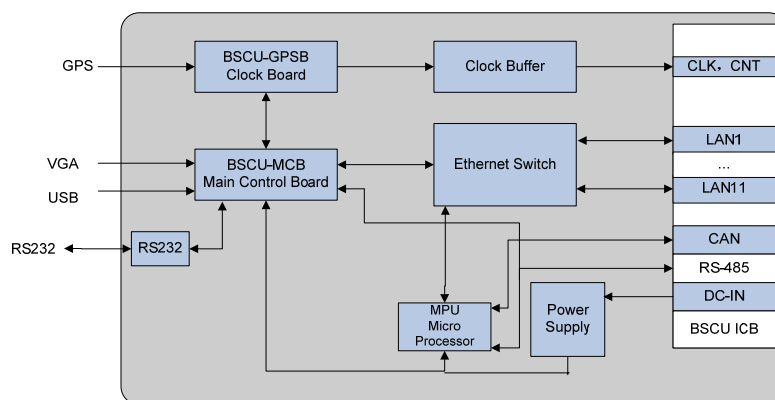 GPS
BSCU-GPSB
Clock Board
Clock Buffer
CLK，CNT
VGA
USB
BSCU-MCB
Main Control Board
Ethernet Switch
LAN1
...
LAN11
RS232
RS232
CAN
RS-485
DC-IN
BSCU ICB
MPU
Micro
Processor
Power
Supply